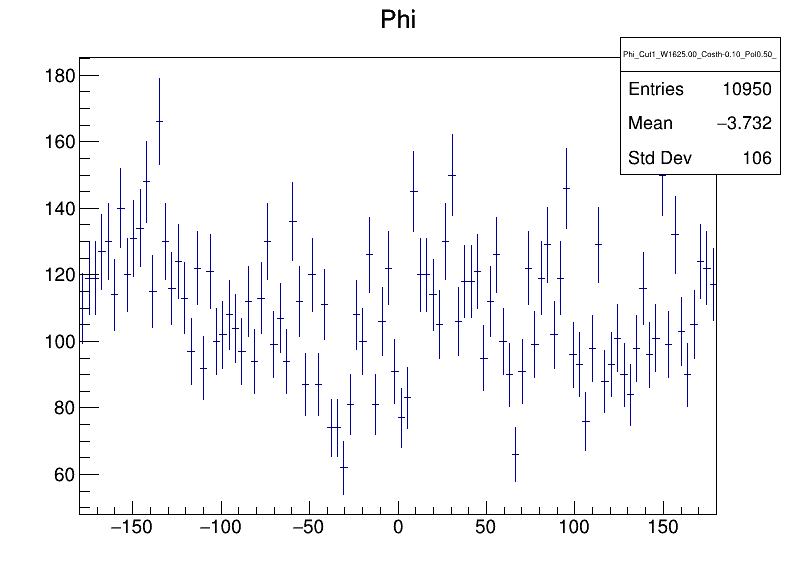 Phi
Phi_Cut1_W1625.00_Costh-0.10_Pol0.50_
Entries 10950
Mean −3.732
Std Dev 106
180
160
140
120
100
80
60
−150 −100 −50 0 50 100 150